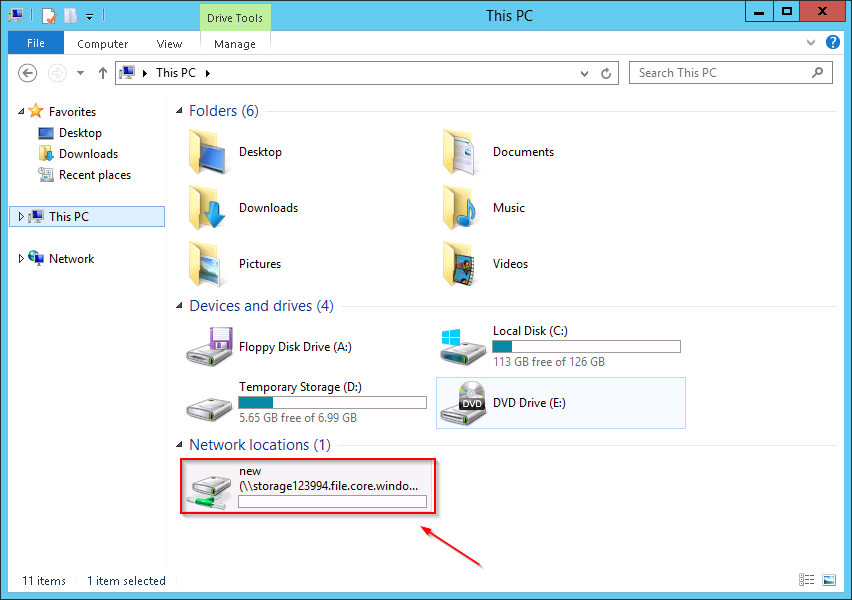 Drive Tools
This PC
File
Computer
View
Manage
This PC
Search This PC
Favorites
Desktop
Downloads
Recent places
This PC
Network
Folders (6)
Desktop
Documents
Downloads
Music
Pictures
Videos
Devices and drives (4)
Floppy Disk Drive (A:)
Local Disk (C:)
113 GB free of 126 GB
Temporary Storage (D:)
5.65 GB free of 6.99 GB
DVD
DVD Drive (E:)
Network locations (1)
new
(\\storage123994.file.core.windo...
11 items
1 item selected